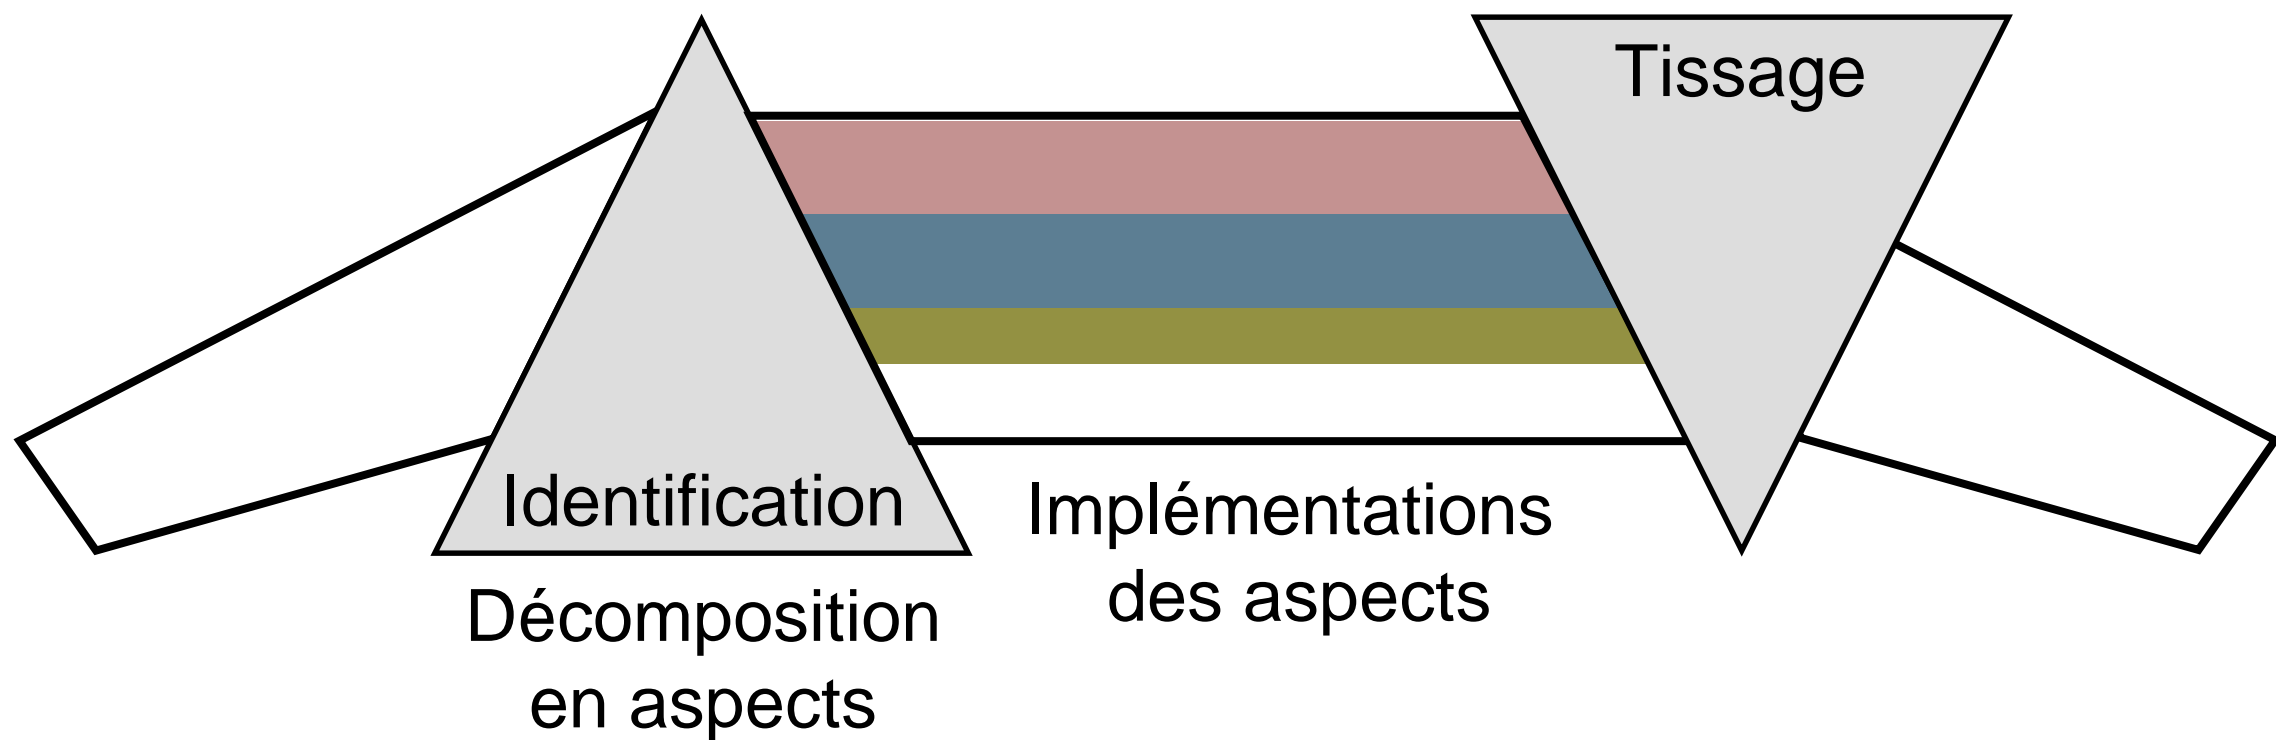 Tissage
Identification
Décomposition
en aspects
Implémentations
des aspects